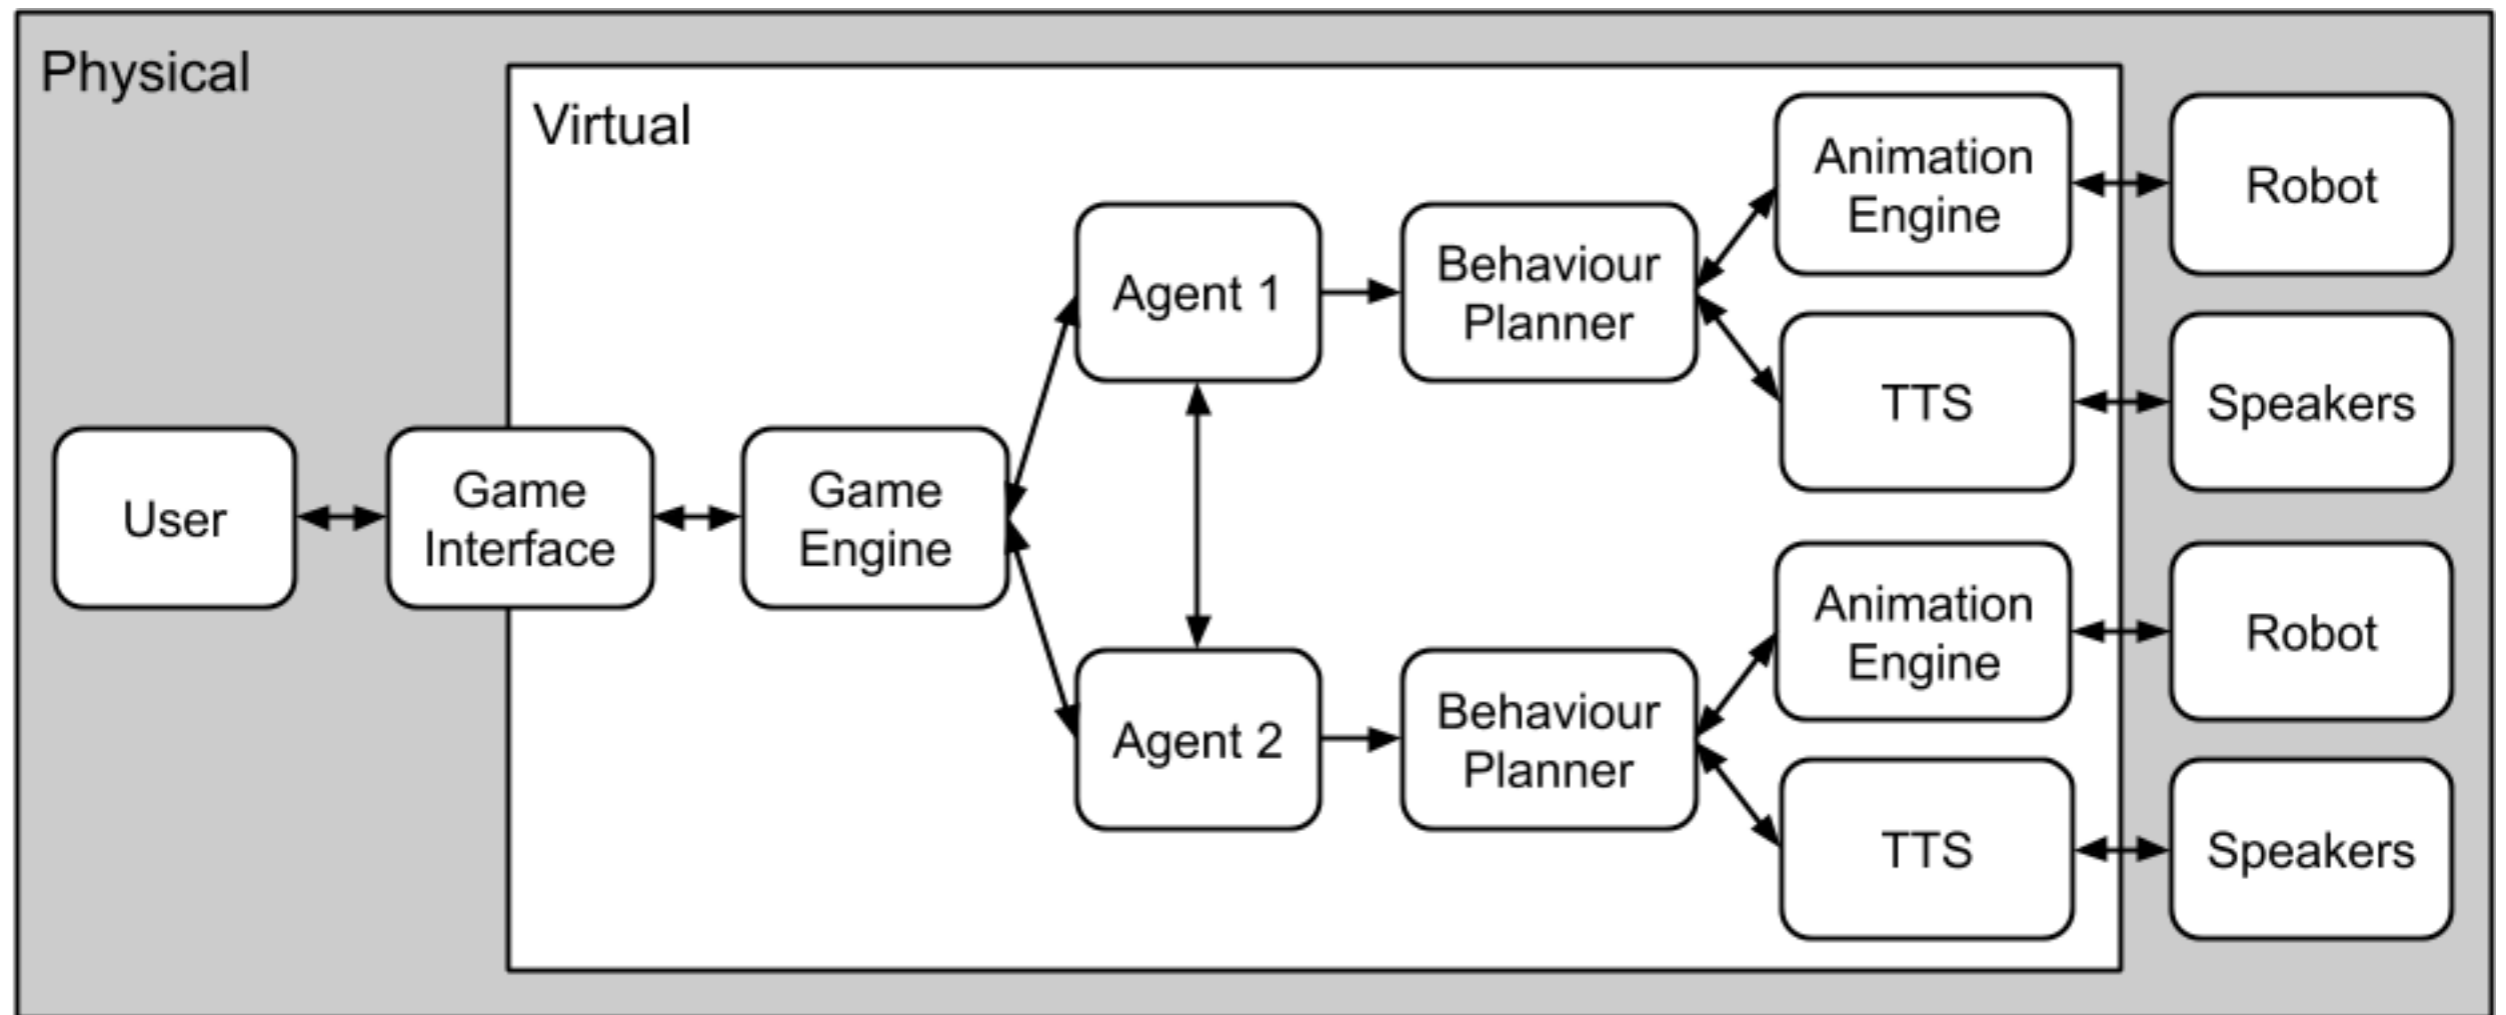 Physical
Virtual
User
Game
Interface
Game
Engine
Agent 1
Behaviour
Planner
Animation
Engine
Robot
TTS
Speakers
Agent 2
Behaviour
Planner
Animation
Engine
Robot
TTS
Speakers